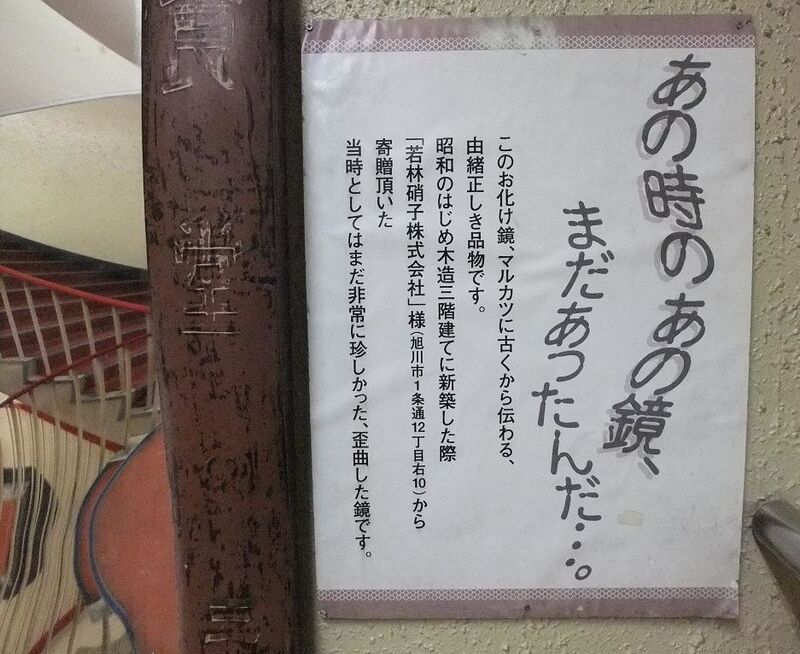 あの時のあの鏡、
まだあったんだ…。
このお化け鏡、マルカツに古くから伝わる、
由緒正しき品物です。
昭和のはじめ木造三階建てに新築した際
「若林硝子株式会社」様（旭川市1条通12丁目右10）から
寄贈頂いた
当時としてはまだ非常に珍しかった、歪曲した鏡です。